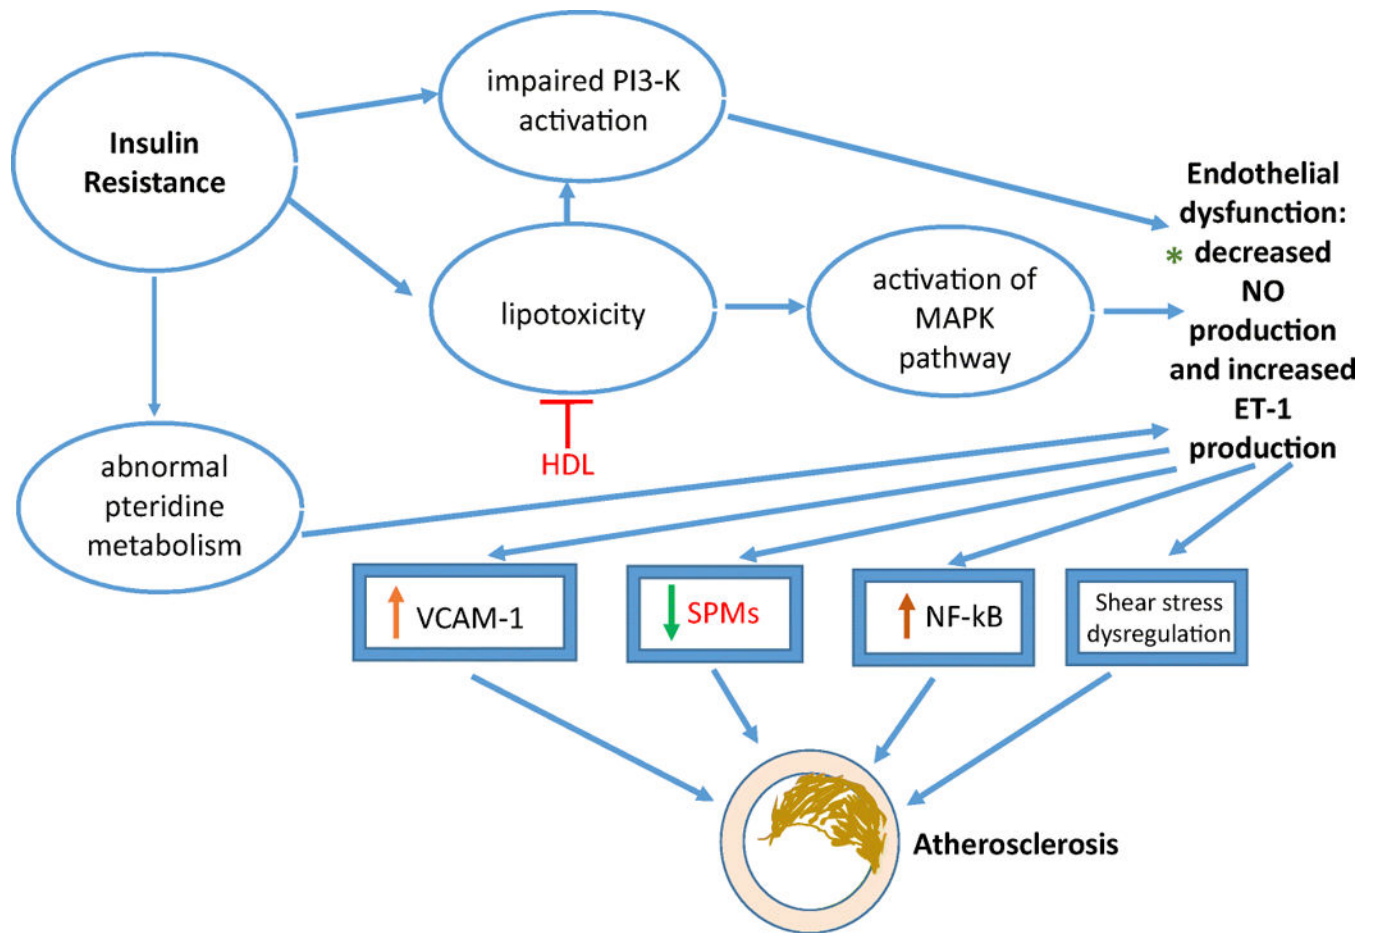 Insulin
Resistance
impaired PI3-K
activation
lipotoxicity
HDL
activation of
MAPK
pathway
abnormal
pteridine
metabolism
Endothelial
dysfunction:
* decreased
NO
production
and increased
ET-1
production
VCAM-1
SPMs
NF-kB
Shear stress
dysregulation
Atherosclerosis